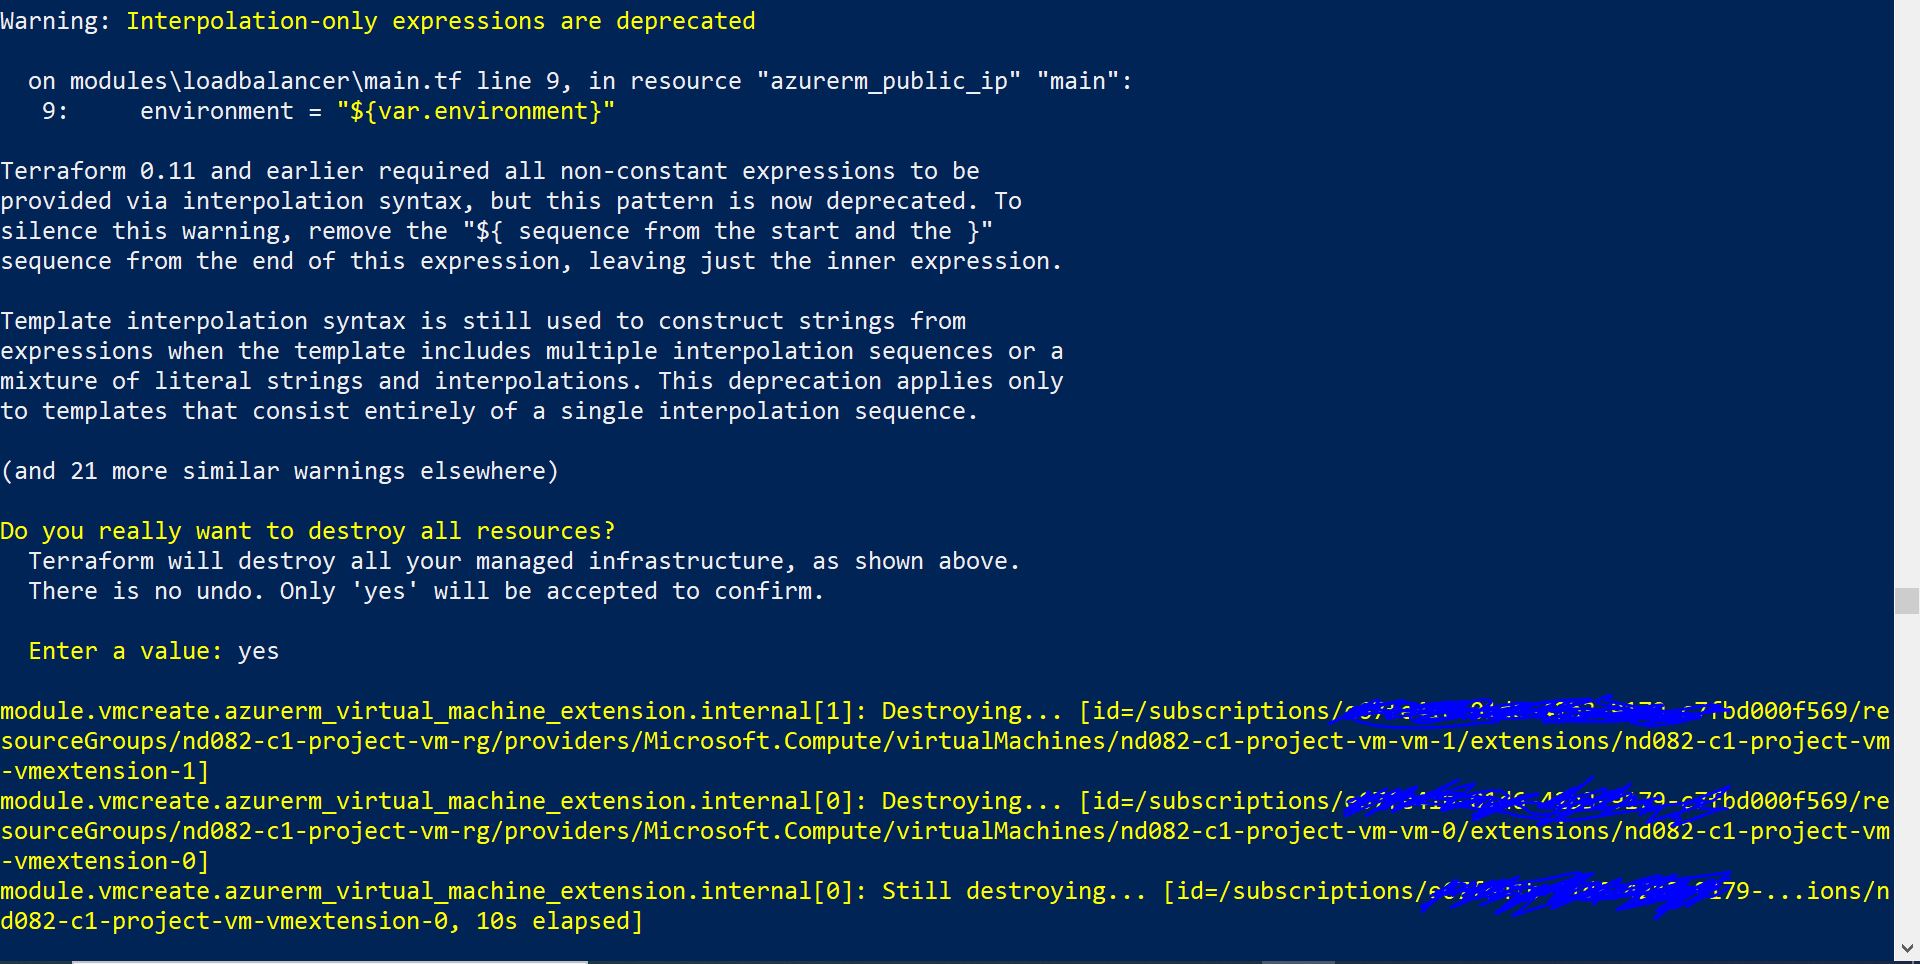 Warning: Interpolation-only expressions are deprecated
on modules\loadbalancer\main.tf line 9, in resource "azurerm_public_ip" "main":
9: environment = "${var.environment}"
Terraform 0.11 and earlier required all non-constant expressions to be
provided via interpolation syntax, but this pattern is now deprecated. To
silence this warning, remove the "${ sequence from the start and the }"
sequence from the end of this expression, leaving just the inner expression.
Template interpolation syntax is still used to construct strings from
expressions when the template includes multiple interpolation sequences or a
mixture of literal strings and interpolations. This deprecation applies only
to templates that consist entirely of a single interpolation sequence.
(and 21 more similar warnings elsewhere)
Do you really want to destroy all resources?
Terraform will destroy all your managed infrastructure, as shown above.
There is no undo. Only 'yes' will be accepted to confirm.
Enter a value: yes
module.vmcreate.azurerm_virtual_machine_extension.internal[1]: Destroying... [id=/subscriptions/ bd000f569/re
sourceGroups/nd082-c1-project-vm-rg/providers/Microsoft.Compute/virtualMachines/nd082-c1-project-vm-vm-1/extensions/nd082-c1-project-vm
-vmextension-1]
module.vmcreate.azurerm_virtual_machine_extension.internal[0]: Destroying... [id=/subscriptions/ bd000f569/re
sourceGroups/nd082-c1-project-vm-rg/providers/Microsoft.Compute/virtualMachines/nd082-c1-project-vm-vm-0/extensions/nd082-c1-project-vm
-vmextension-0]
module.vmcreate.azurerm_virtual_machine_extension.internal[0]: Still destroying... [id=/subscriptions/ 79-...ions/n
d082-c1-project-vm-vmextension-0, 10s elapsed]